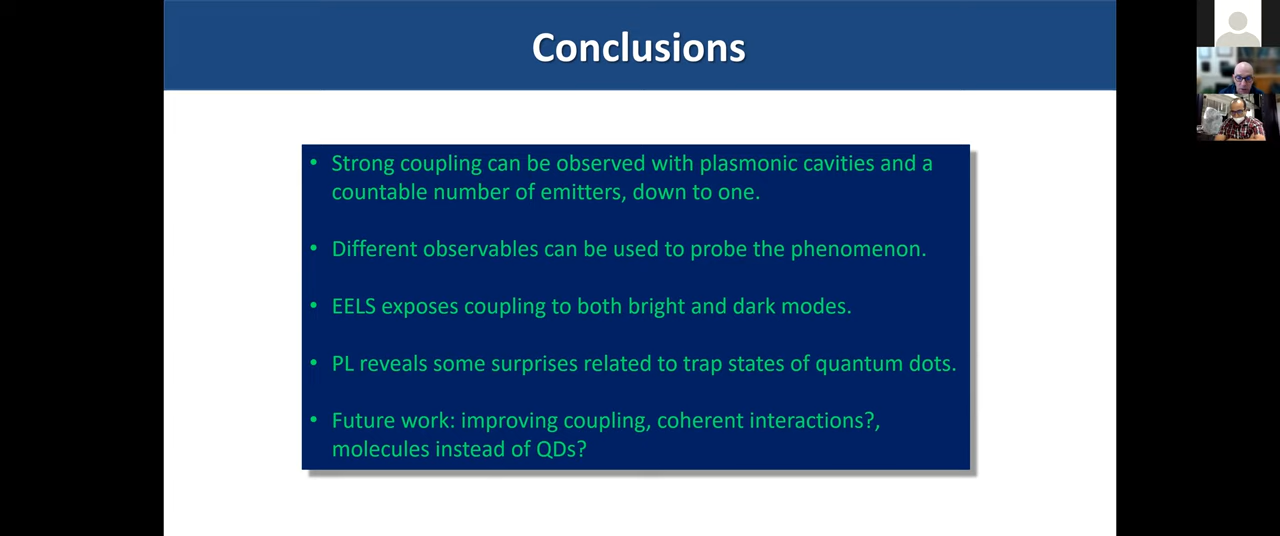 Conclusions
• Strong coupling can be observed with plasmonic cavities and a
countable number of emitters, down to one.
• Different observables can be used to probe the phenomenon.
• EELS exposes coupling to both bright and dark modes.
• PL reveals some surprises related to trap states of quantum dots.
• Future work: improving coupling, coherent interactions?,
molecules instead of QDs?